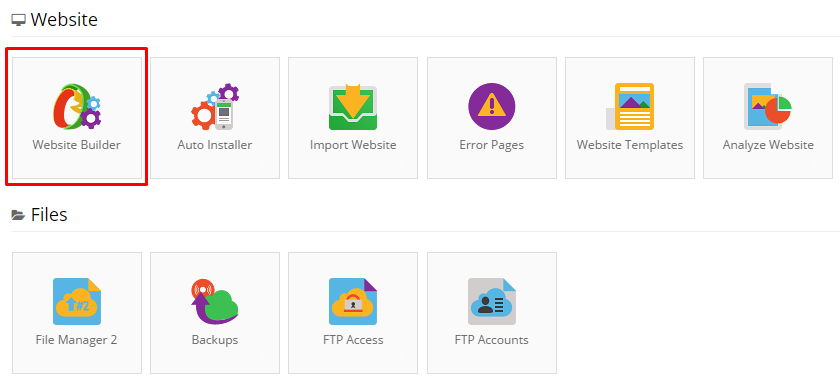 Website
Website Builder
Auto Installer
Import Website
Error Pages
Website Templates
Analyze Website
Files
File Manager 2
Backups
FTP Access
FTP Accounts